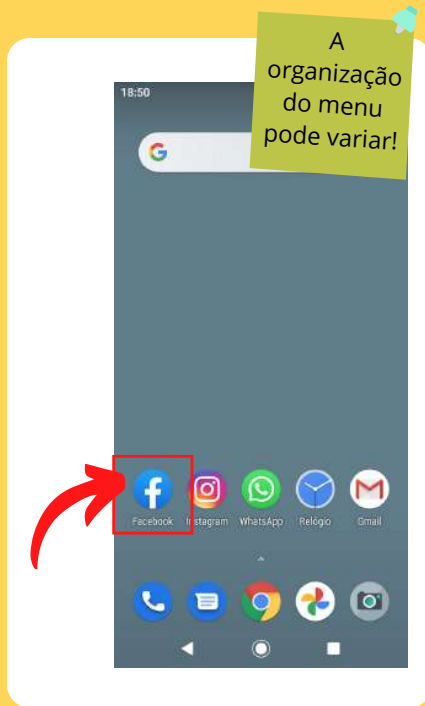 A
organização
do menu
pode variar!
18:50
Facebook Instagram WhatsApp Relógio Gmail